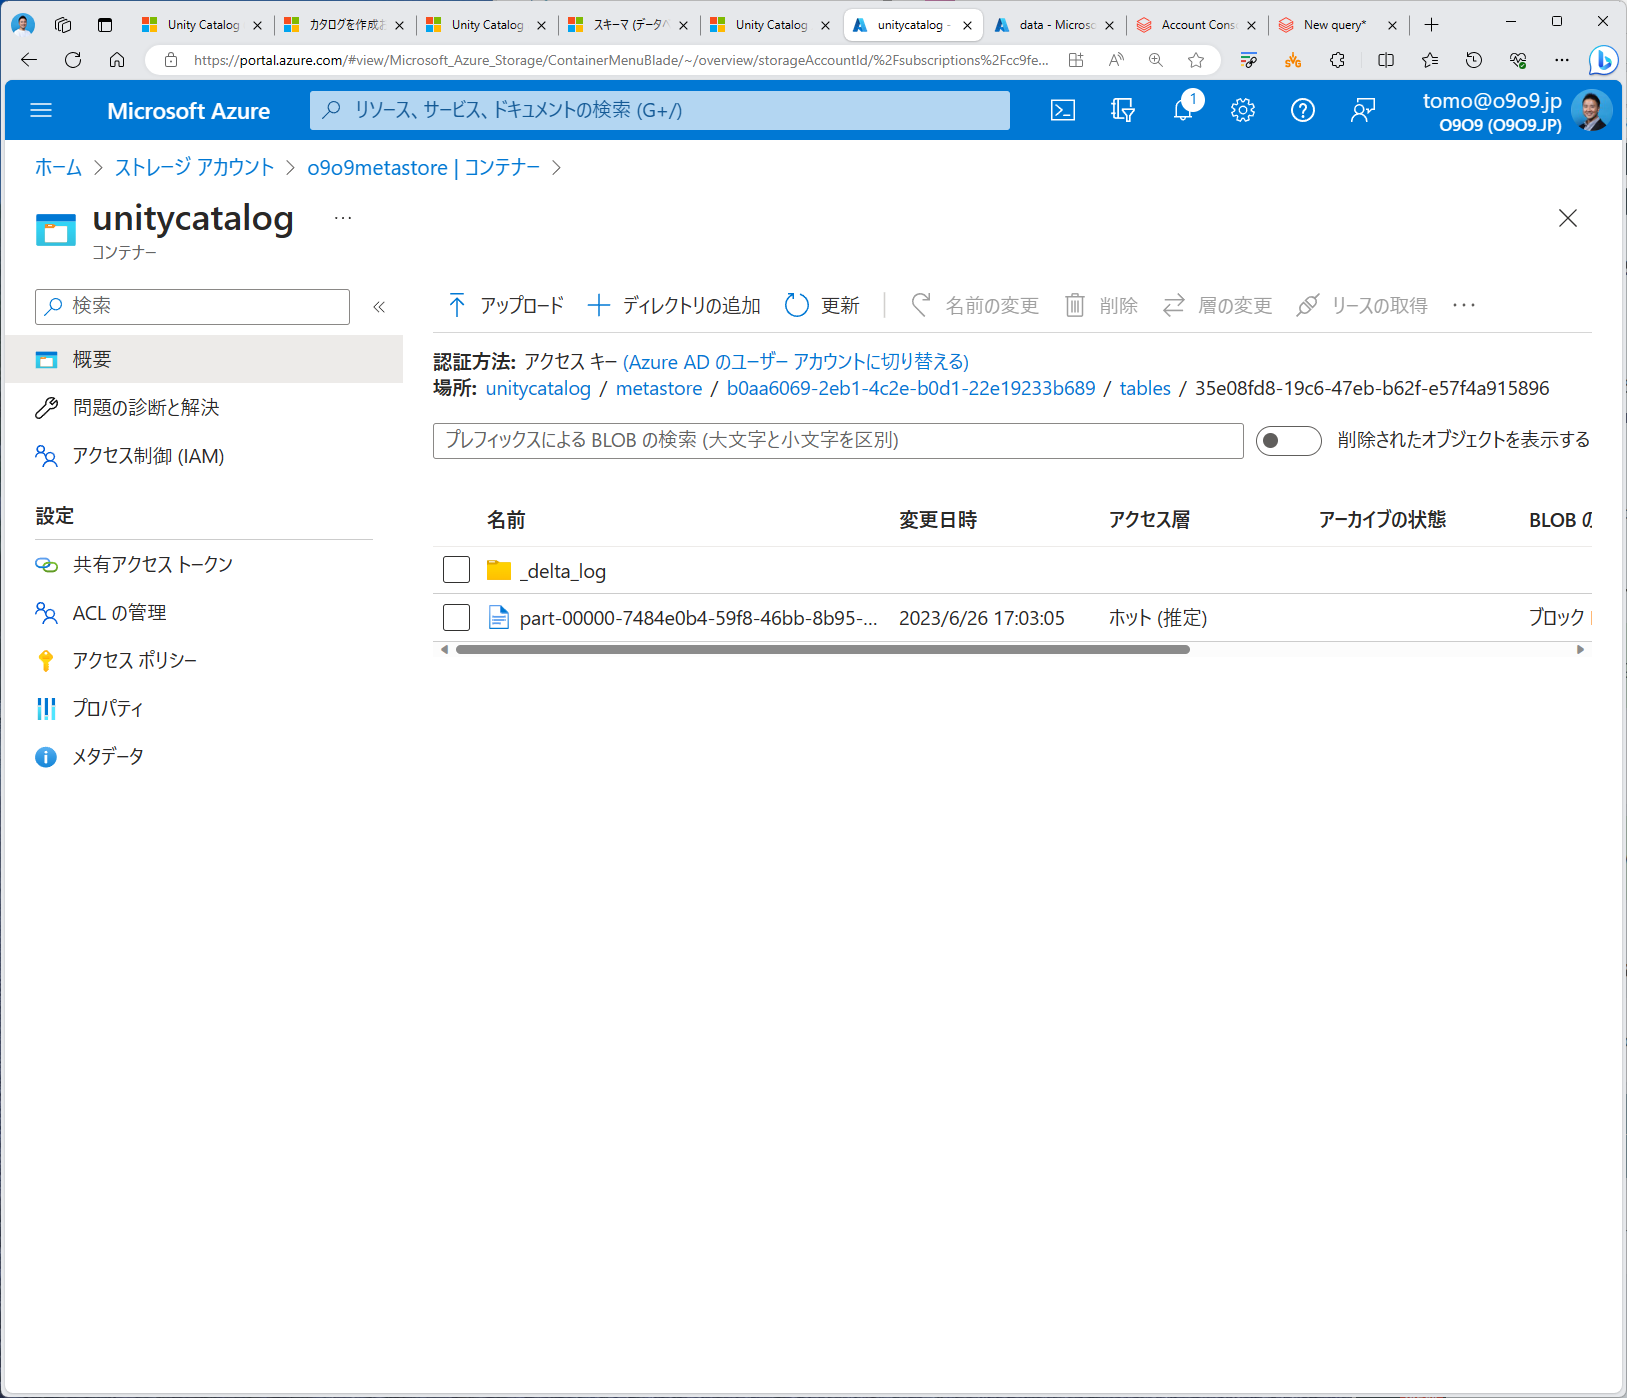 Unity Catalog
カタログを作成お
Unity Catalog
スキーマ (データベ
Unity Catalog
unitycatalog -
data - Microso
Account Cons
New query*
https://portal.azure.com/#view/Microsoft_Azure_Storage/ContainerMenuBlade/~/overview/storageAccountId/%2Fsubscriptions%2Fcc9fe...
Microsoft Azure
リソース、サービス、ドキュメントの検索 (G+/)
1
tomo@o9o9.jp
O9O9 (O9O9.JP)
ホーム > ストレージ アカウント > o9o9metastore | コンテナー >
unitycatalog ...
コンテナー
検索
«
アップロード
ディレクトリの追加
更新
名前の変更
削除
層の変更
リースの取得
...
概要
問題の診断と解決
アクセス制御 (IAM)
設定
共有アクセス トークン
ACL の管理
アクセス ポリシー
プロパティ
メタデータ
認証方法: アクセス キー (Azure AD のユーザー アカウントに切り替える)
場所: unitycatalog / metastore / b0aa6069-2eb1-4c2e-b0d1-22e19233b689 / tables / 35e08fd8-19c6-47eb-b62f-e57f4a915896
プレフィックスによる BLOB の検索 (大文字と小文字を区別)
削除されたオブジェクトを表示する
名前 変更日時 アクセス層 アーカイブの状態 BLOB の
_delta_log
part-00000-7484e0b4-59f8-46bb-8b95-... 2023/6/26 17:03:05 ホット (推定) ブロック